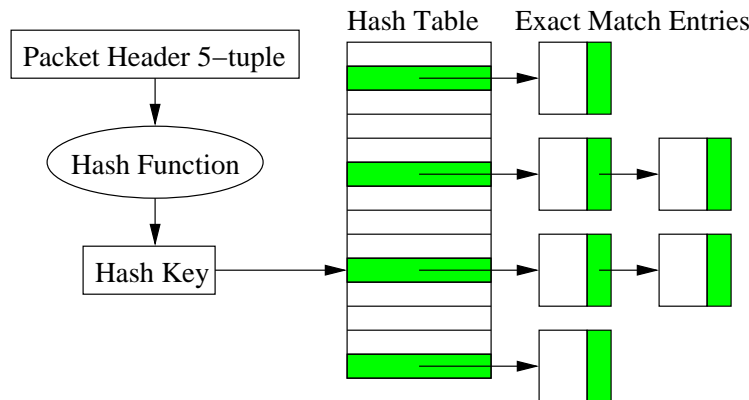 Hash Table
Exact Match Entries
Packet Header 5−tuple
Hash Function
Hash Key